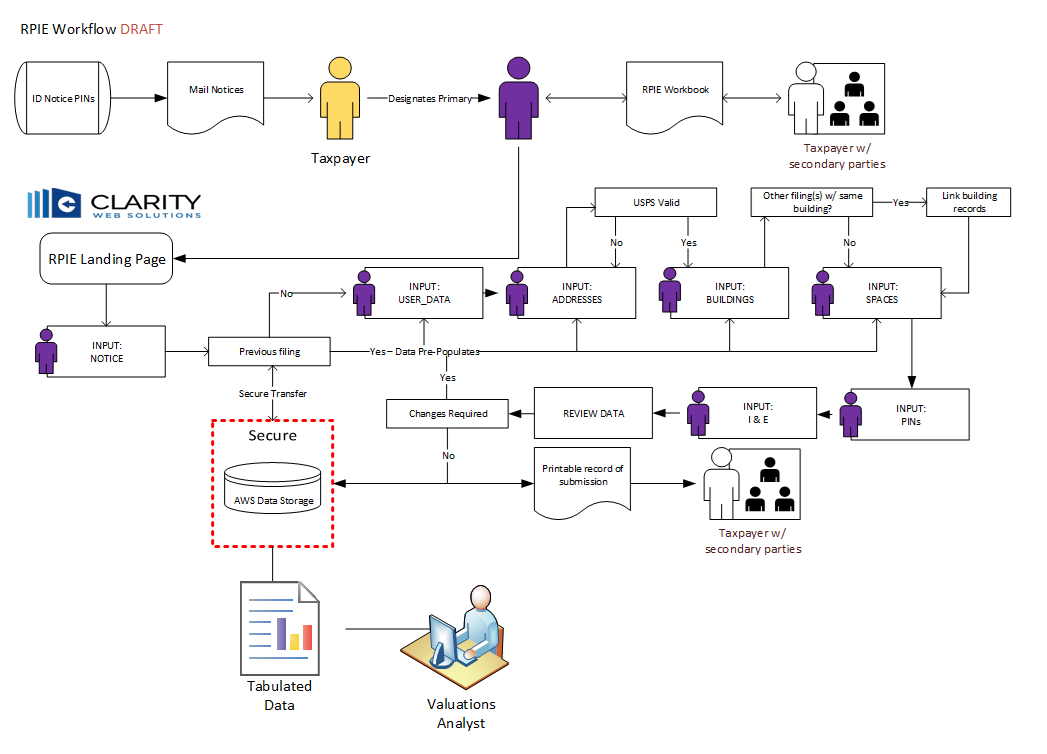 RPIE Workflow DRAFT
ID Notice PINs
Mail Notices
Designates Primary
RPIE Workbook
Taxpayer
Taxpayer w/
secondary parties
CLARITY
WEB SOLUTIONS
USPS Valid
Other filing(s) w/ same
building?
Yes
Link building
records
No
Yes
No
RPIE Landing Page
No
INPUT:
USER_DATA
INPUT:
ADDRESSES
INPUT:
BUILDINGS
INPUT:
SPACES
INPUT:
NOTICE
Previous filing
Yes – Data Pre-Populates
Yes
Secure Transfer
Changes Required
REVIEW DATA
INPUT:
I & E
INPUT:
PINs
Secure
No
AWS Data Storage
Printable record of
submission
Taxpayer w/
secondary parties
Tabulated
Data
Valuations
Analyst